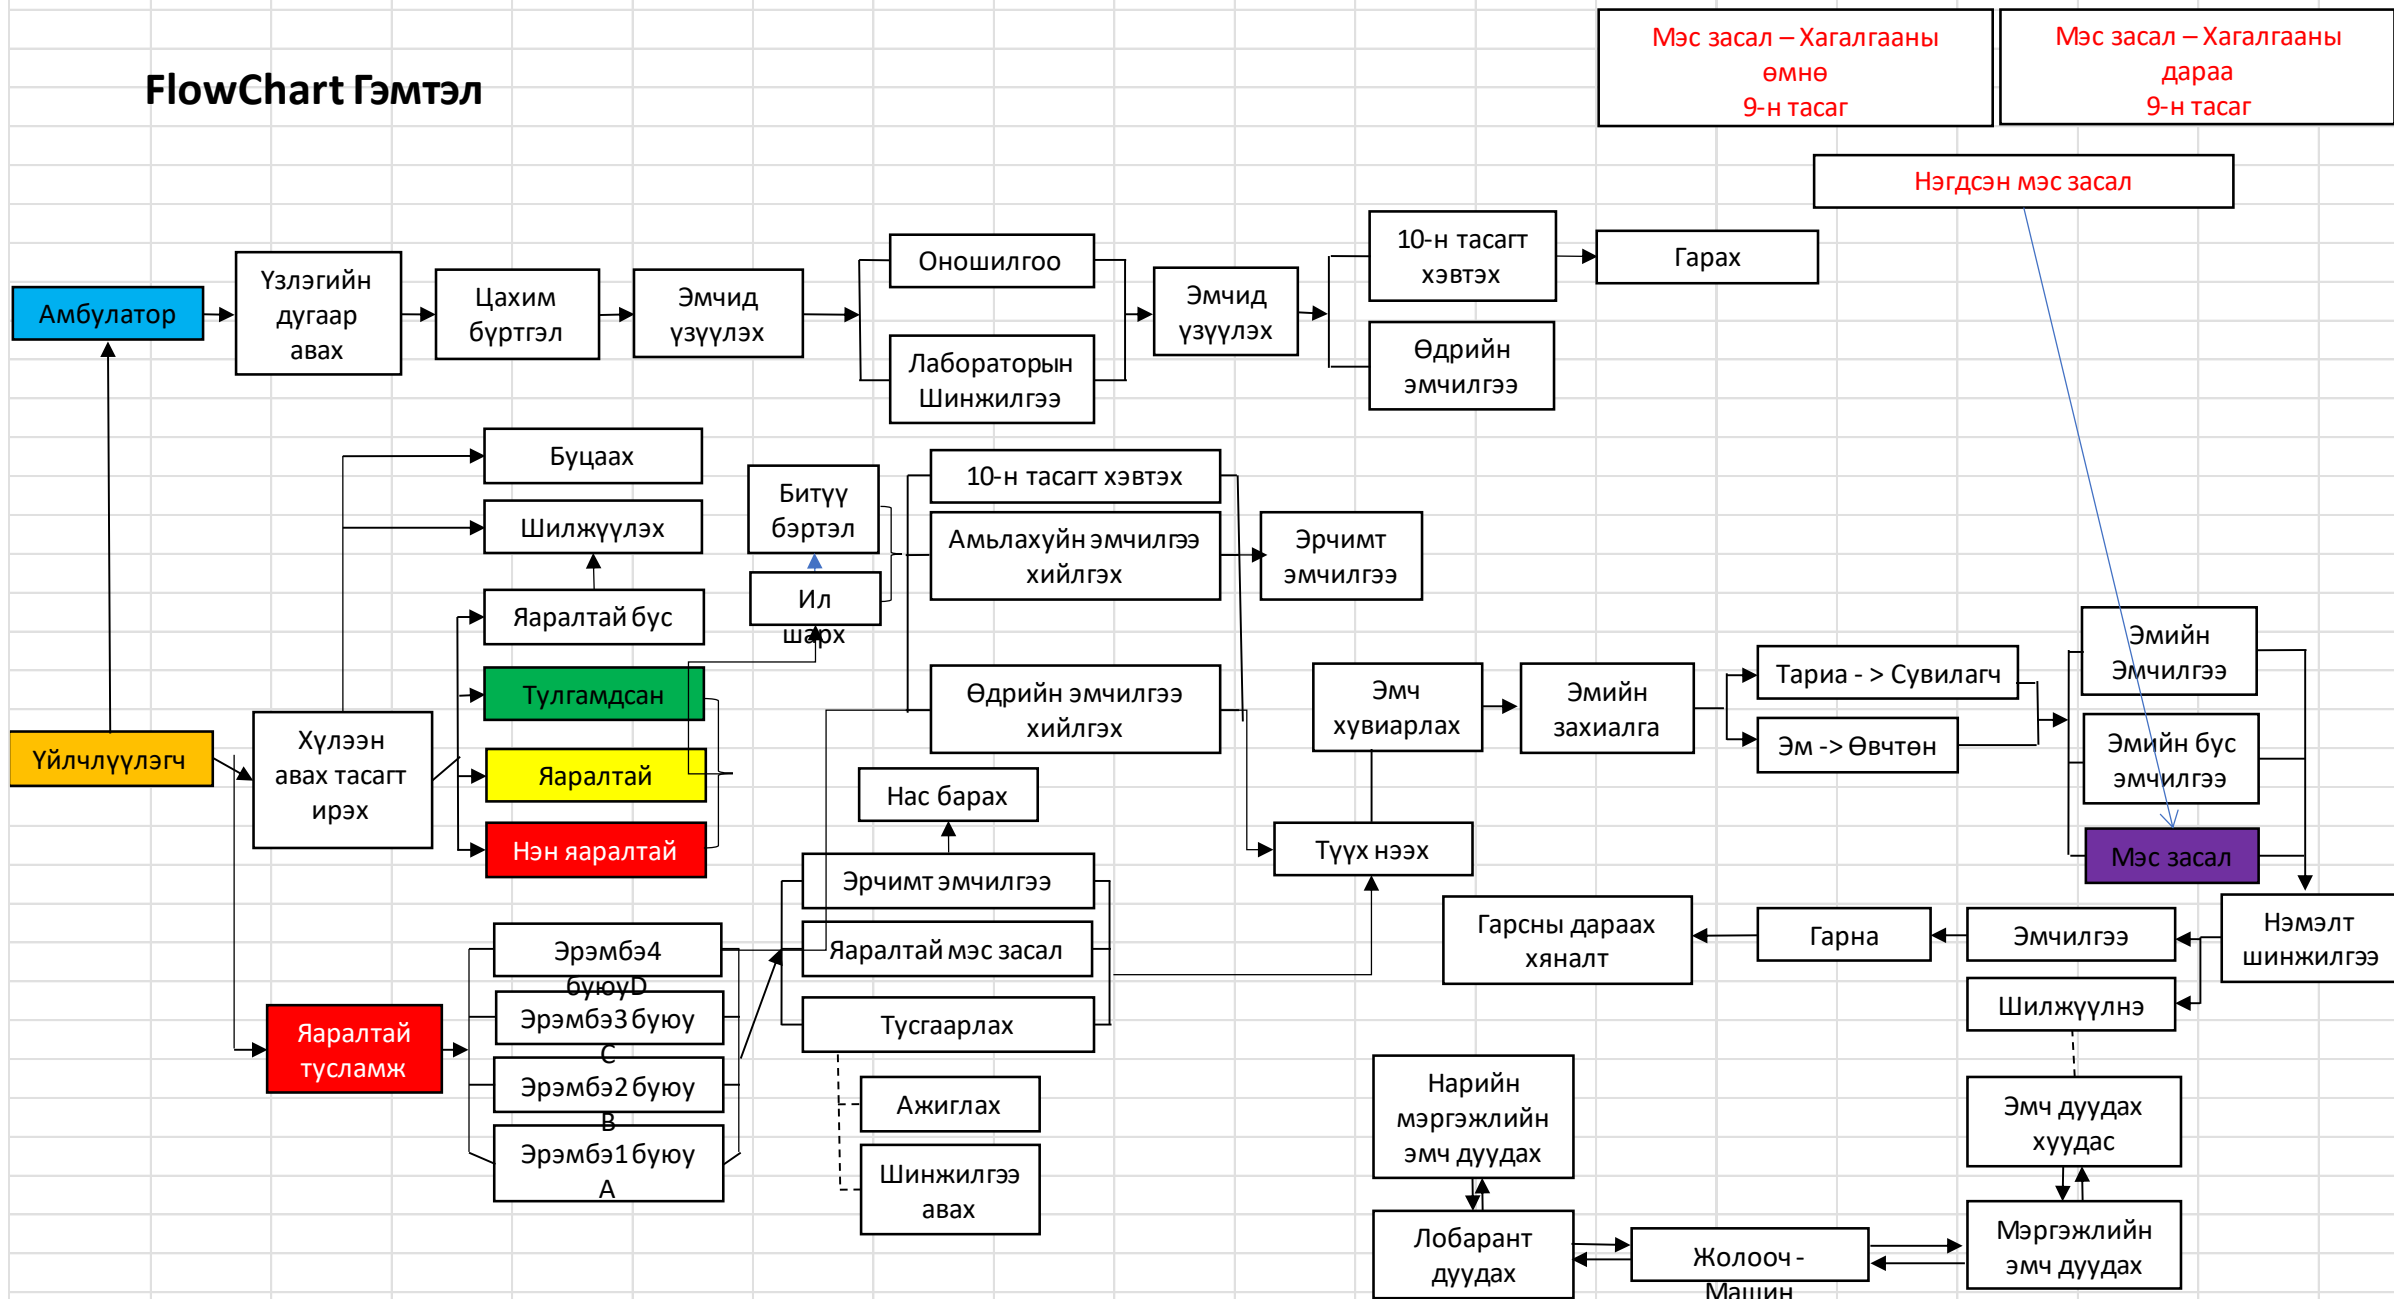 Мэс засал – Хагалгааны
өмнө
9-н тасаг
Мэс засал – Хагалгааны
дараа
9-н тасаг
FlowChart Гэмтэл
Нэгдсэн мэс засал
Амбулатор
Үзлэгийн
дугаар
авах
Цахим
бүртгэл
Эмчид
үзүүлэх
Оношилгоо
Лабораторын
Шинжилгээ
Эмчид
үзүүлэх
10-н тасагт
хэвтэх
Гарах
Өдрийн
эмчилгээ
Буцаах
Шилжүүлэх
Яаралтай бус
Тулгамдсан
Яаралтай
Нэн яаралтай
Үйлчлүүлэгч
Хүлээн
авах тасагт
ирэх
Битүү
бэртэл
Ил
шарх
10-н тасагт хэвтэх
Амьлахуйн эмчилгээ
хийлгэх
Эрчимт
эмчилгээ
Өдрийн эмчилгээ
хийлгэх
Эмч
хувиарлах
Эмийн
захиалга
Тариа - > Сувилагч
Эм -> Өвчтөн
Эмийн
Эмчилгээ
Эмийн бус
эмчилгээ
Мэс засал
Нас барах
Түүх нээх
Эрчимт эмчилгээ
Яаралтай мэс засал
Тусгаарлах
Ажиглах
Шинжилгээ
авах
Яаралтай
тусламж
Эрэмбэ4
буюуD
Эрэмбэ3 буюу
C
Эрэмбэ2 буюу
B
Эрэмбэ1 буюу
A
Гарсны дараах
хяналт
Гарна
Эмчилгээ
Нэмэлт
шинжилгээ
Шилжүүлнэ
Нарийн
мэргэжлийн
эмч дуудах
Эмч дуудах
хуудас
Лобарант
дуудах
Жолооч -
Машин
Мэргэжлийн
эмч дуудах